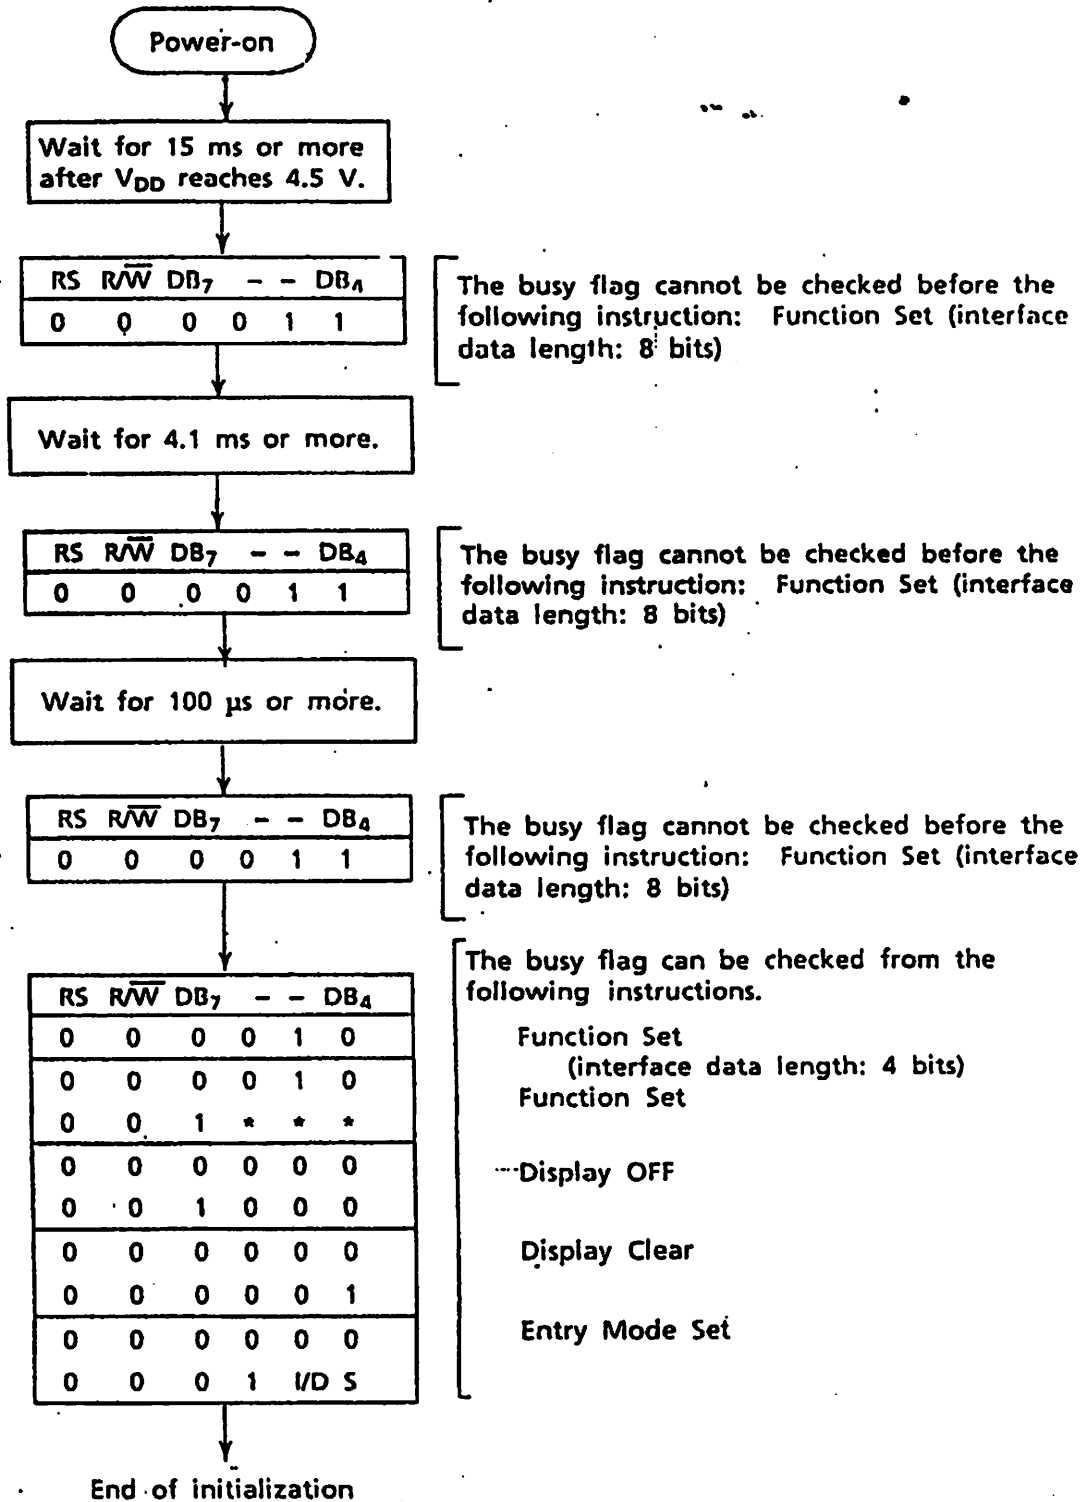 Power-on
Wait for 15 ms or more
after VDD reaches 4.5 V.
RS R/W̅ DB7 – – DB4
0 0 0 0 1 1
The busy flag cannot be checked before the
following instruction: Function Set (interface
data length: 8 bits)
Wait for 4.1 ms or more.
RS R/W̅ DB7 – – DB4
0 0 0 0 1 1
The busy flag cannot be checked before the
following instruction: Function Set (interface
data length: 8 bits)
Wait for 100 µs or more.
RS R/W̅ DB7 – – DB4
0 0 0 0 1 1
The busy flag cannot be checked before the
following instruction: Function Set (interface
data length: 8 bits)
RS R/W̅ DB7 – – DB4
0 0 0 0 1 0
0 0 0 0 1 0
0 0 1 * * *
0 0 0 0 0 0
0 0 1 0 0 0
0 0 0 0 0 0
0 0 0 0 0 1
0 0 0 0 0 0
0 0 0 1 I/D S
The busy flag can be checked from the
following instructions.
Function Set
(interface data length: 4 bits)
Function Set
Display OFF
Display Clear
Entry Mode Set
End of initialization